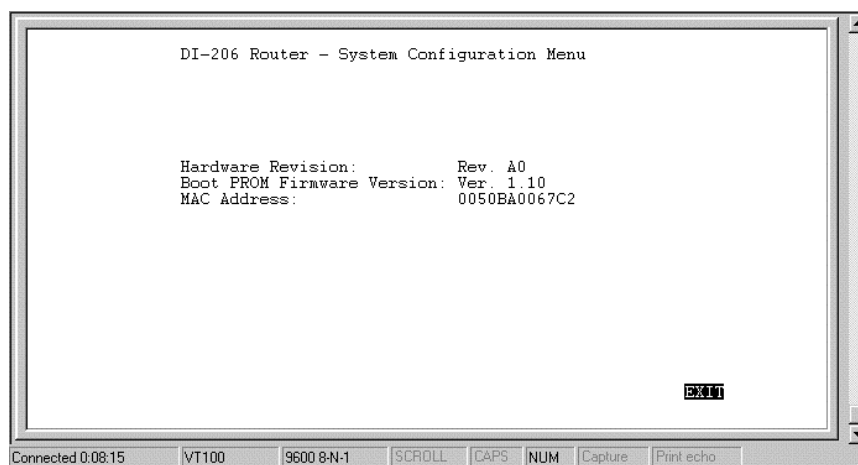 DI-206 Router - System Configuration Menu
Hardware Revision: Rev. A0
Boot PROM Firmware Version: Ver. 1.10
MAC Address: 0050BA0067C2
EXIT
Connected 0:08:15 VT100 9600 8-N-1 SCROLL CAPS NUM Capture Print echo